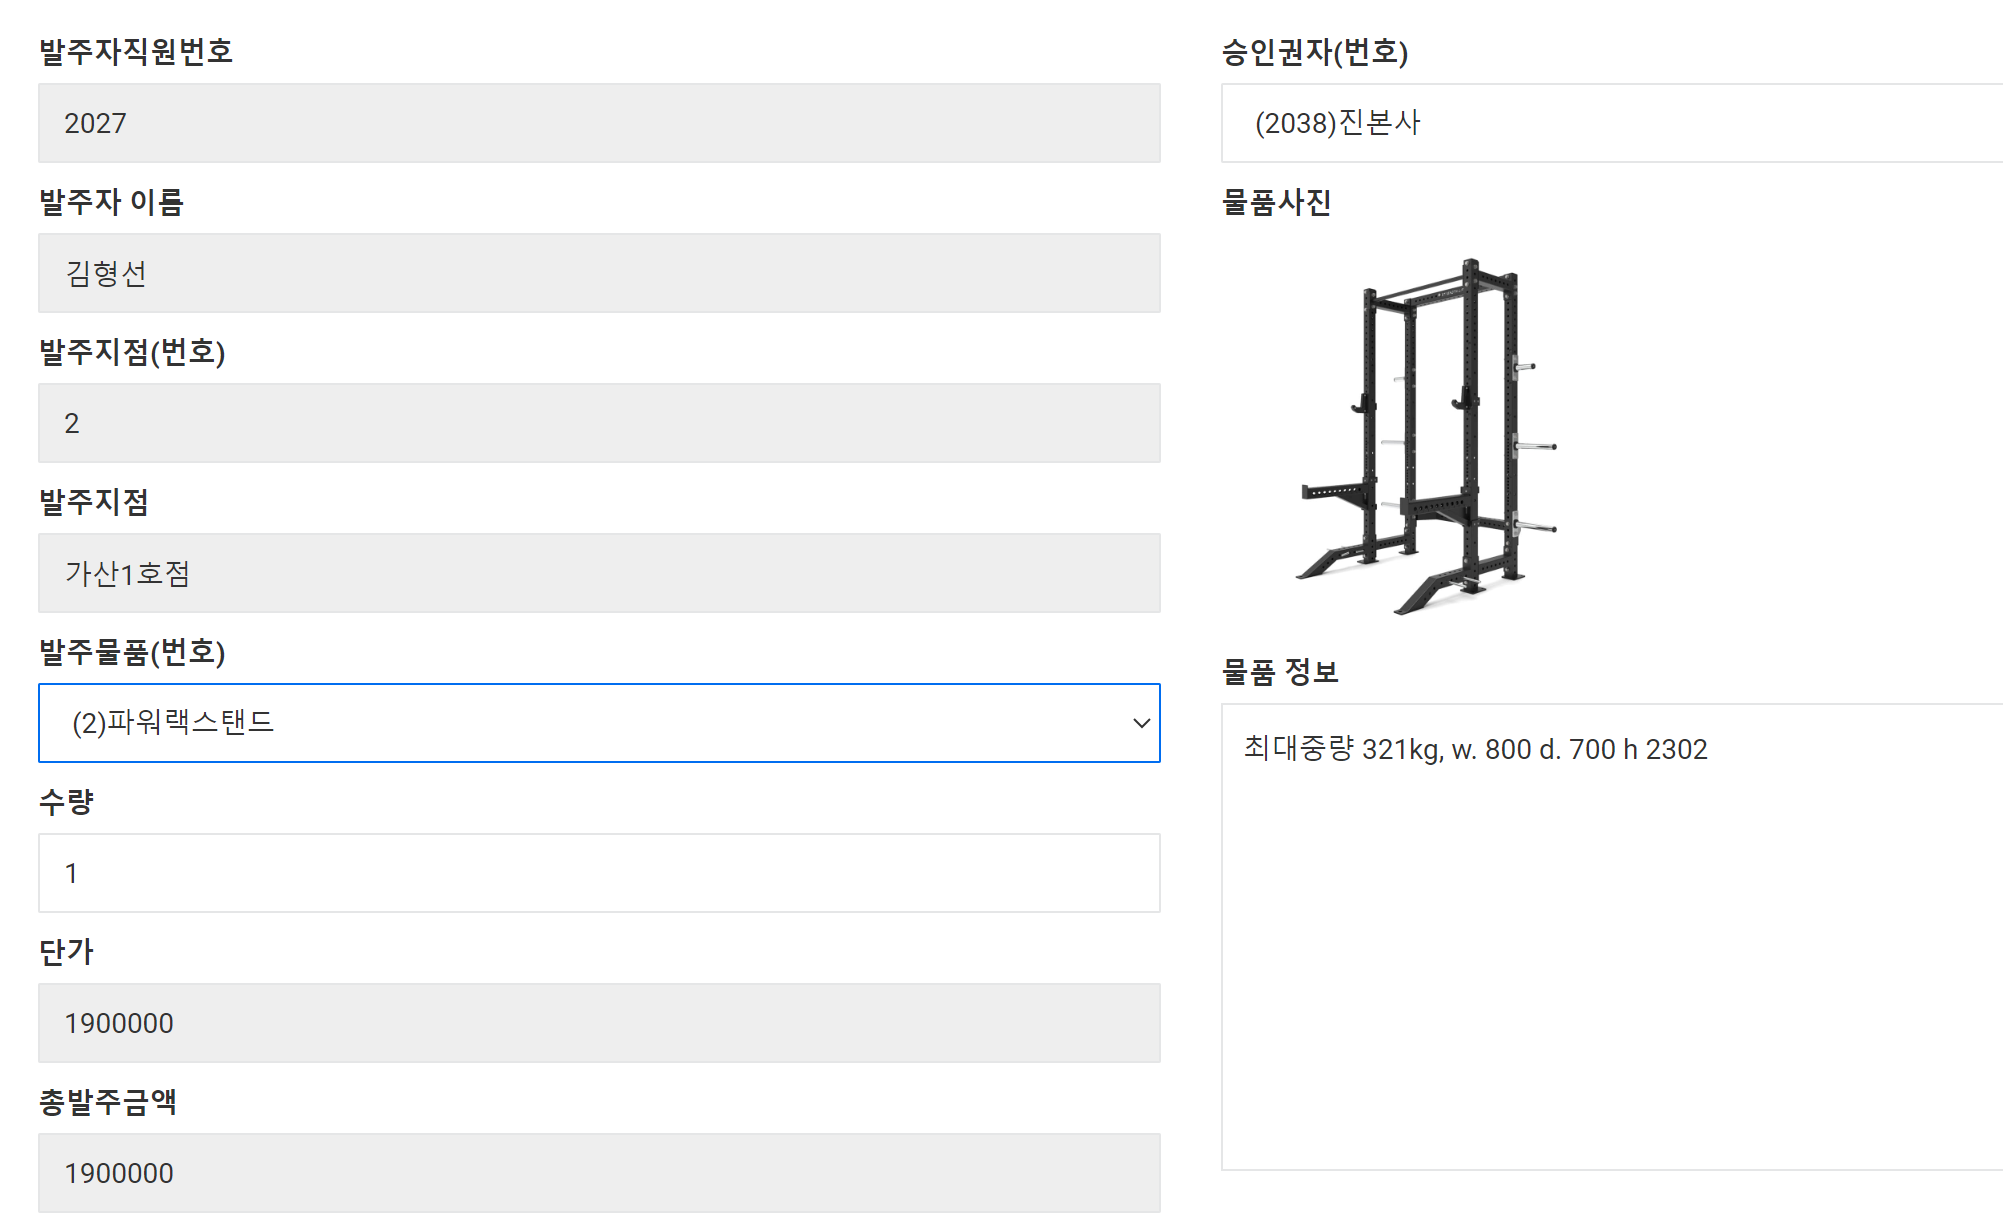 발주자직원번호
2027
발주자 이름
김형선
발주지점(번호)
2
발주지점
가산1호점
발주물품(번호)
(2)파워랙스탠드
수량
1
단가
1900000
총발주금액
1900000
승인권자(번호)
(2038)진본사
물품사진
물품 정보
최대중량 321kg, w. 800 d. 700 h 2302